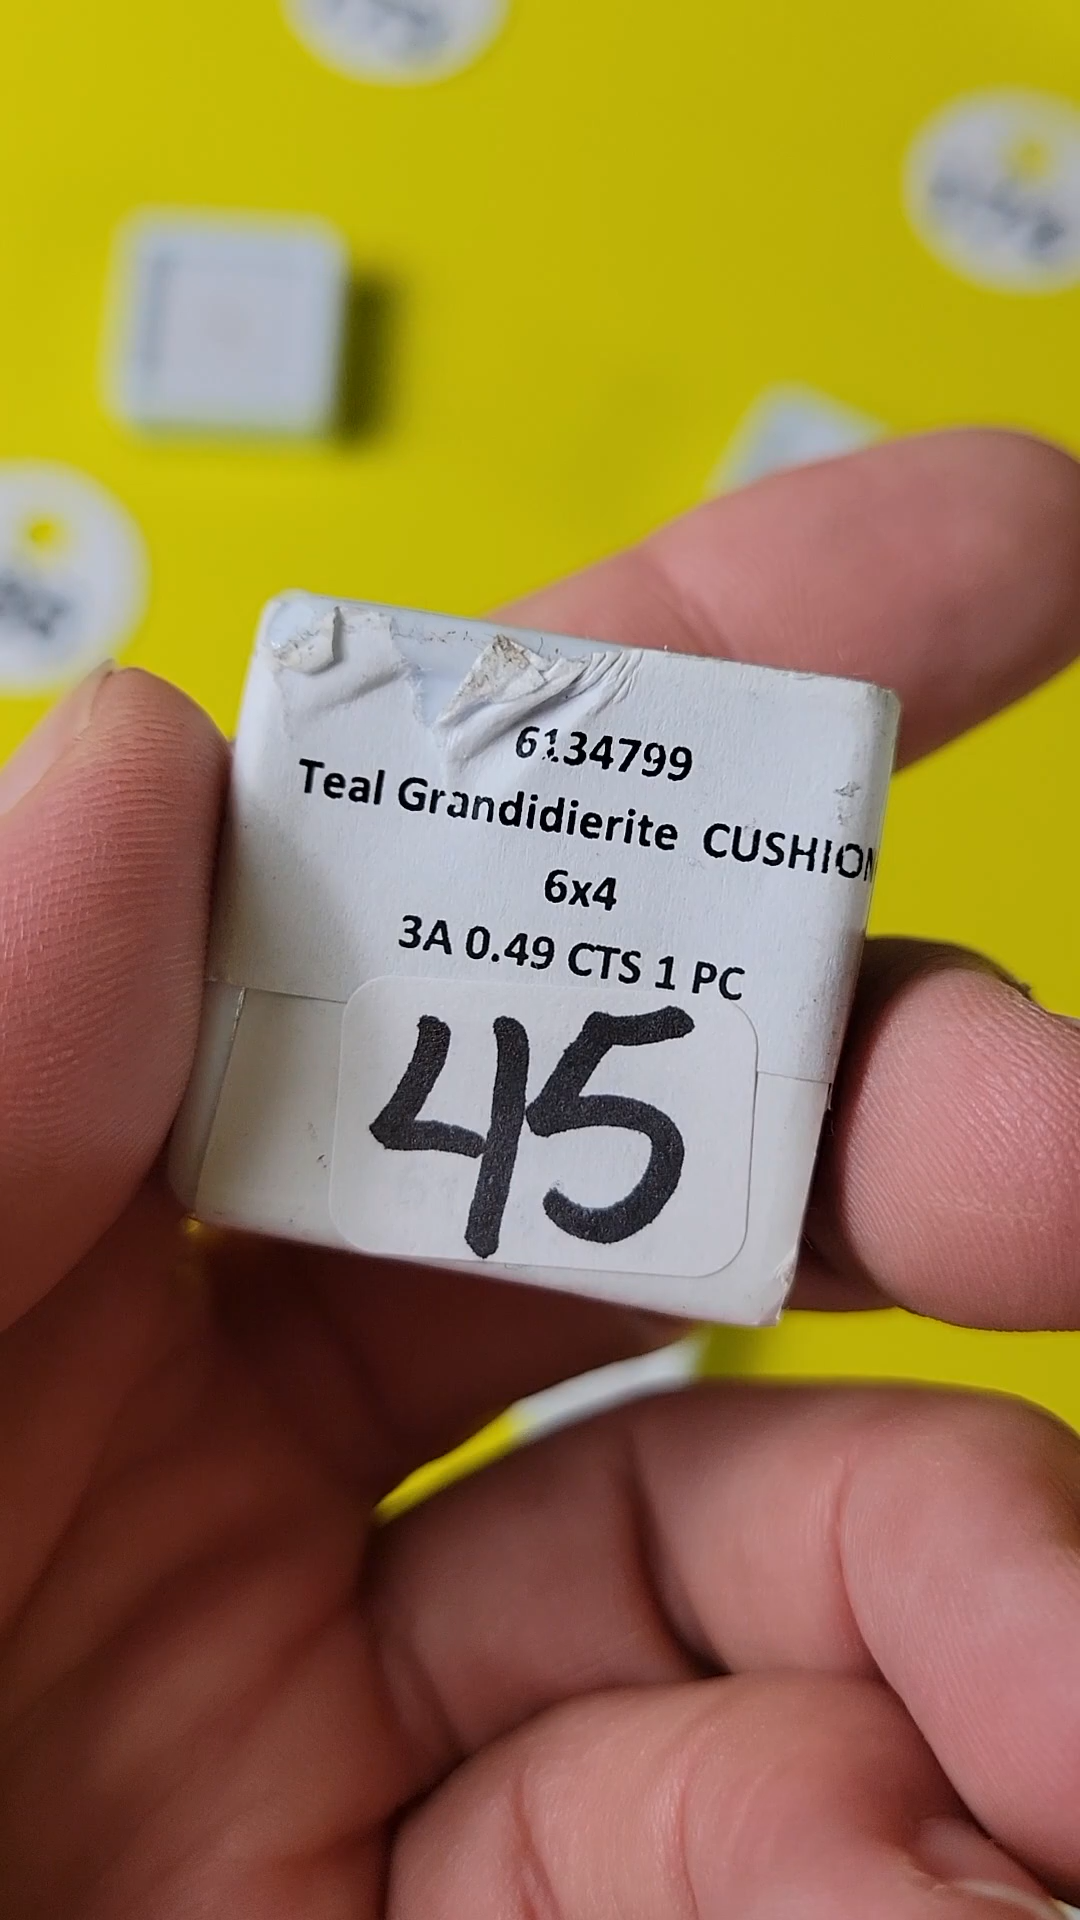 6134799
Teal Grandidierite CUSHION
6x4
3A 0.49 CTS 1 PC
45